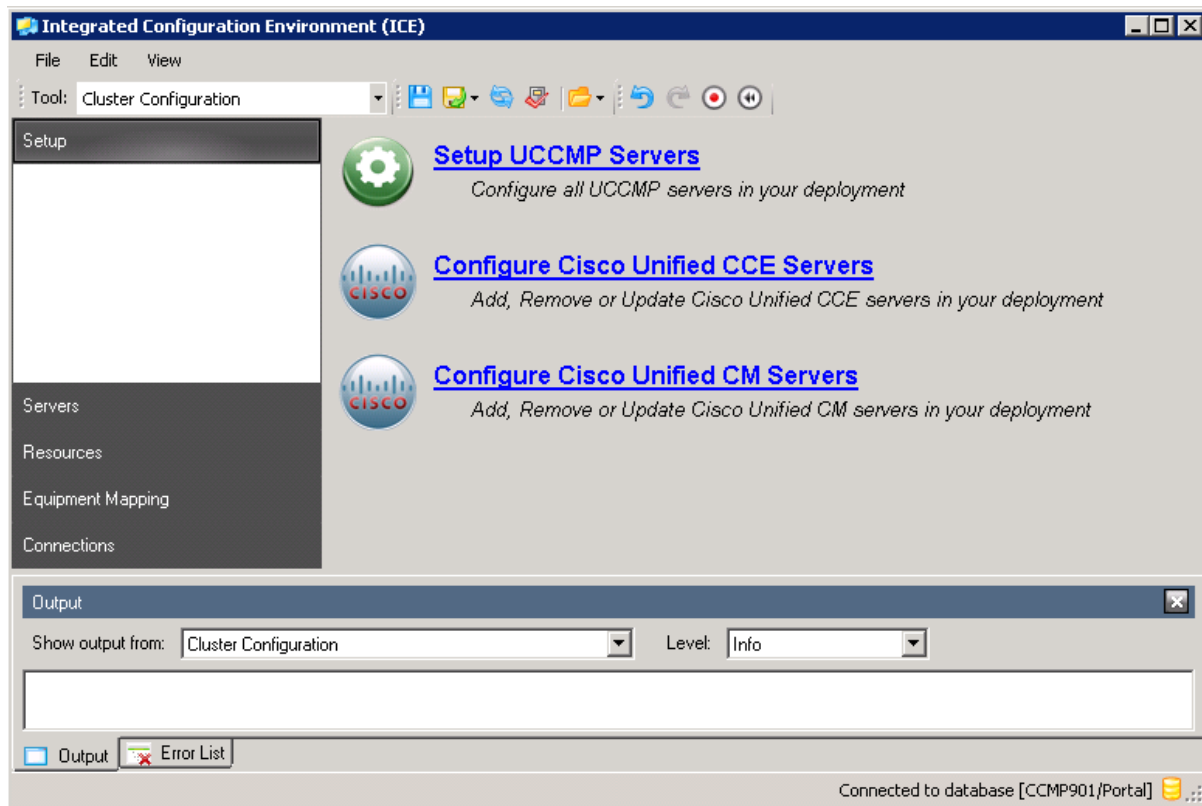 Integrated Configuration Environment (ICE)
File Edit View
Tool: Cluster Configuration
Setup
Setup UCCMP Servers
Configure all UCCMP servers in your deployment
CISCO
Configure Cisco Unified CCE Servers
Add, Remove or Update Cisco Unified CCE servers in your deployment
CISCO
Configure Cisco Unified CM Servers
Add, Remove or Update Cisco Unified CM servers in your deployment
Servers
Resources
Equipment Mapping
Connections
Output
Show output from: Cluster Configuration Level: Info
Output Error List
Connected to database [CCMP901/Portal]